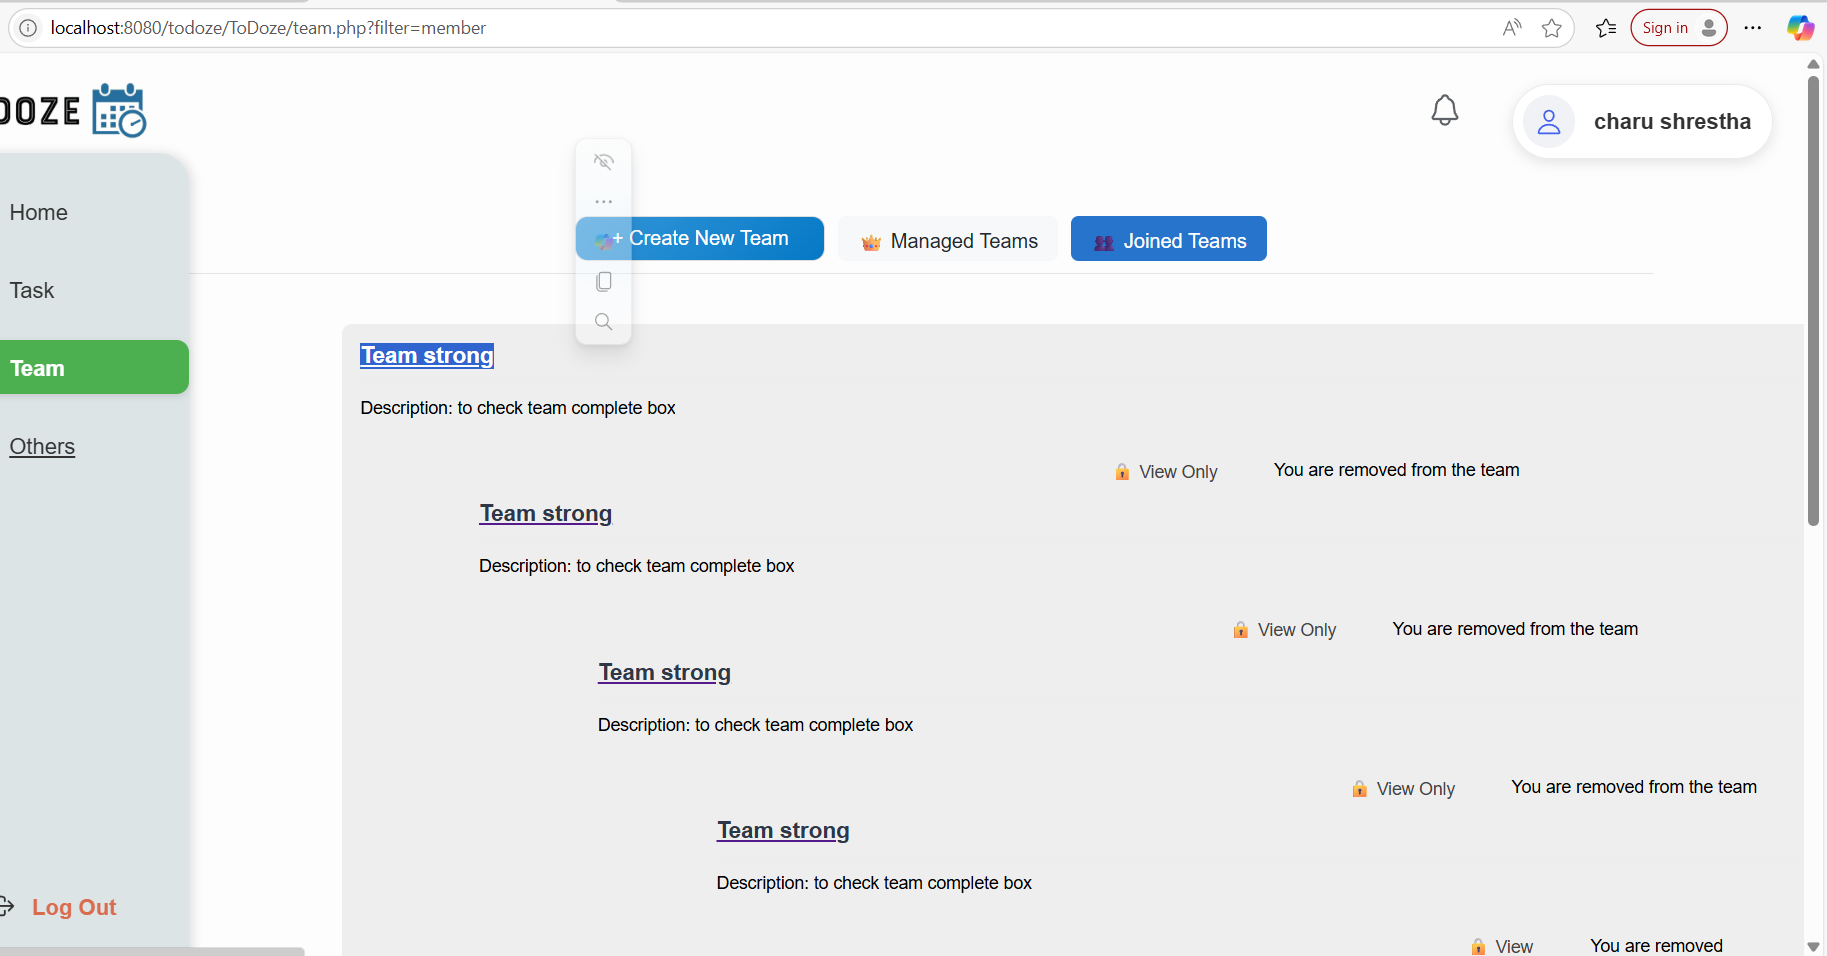 localhost:8080/todoze/ToDoze/team.php?filter=member
Sign in
DOZE
charu shrestha
Home
+ Create New Team
Managed Teams
Joined Teams
Task
Team strong
Team
Description: to check team complete box
Others
View Only
You are removed from the team
Team strong
Description: to check team complete box
View Only
You are removed from the team
Team strong
Description: to check team complete box
View Only
You are removed from the team
Team strong
Description: to check team complete box
Log Out
View
You are removed